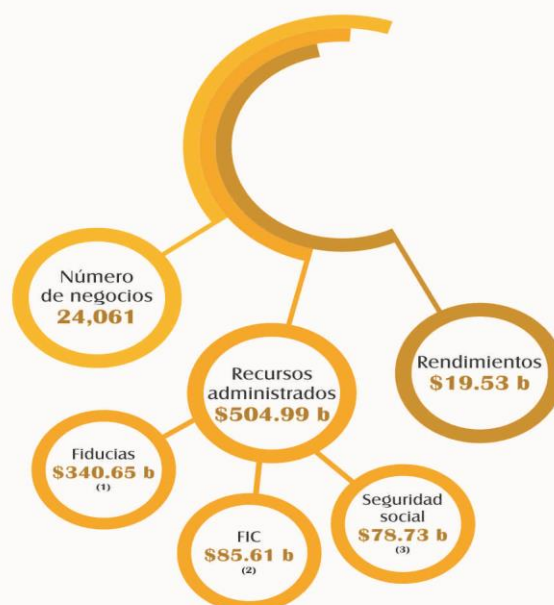 Número
de negocios
24,061
Rendimientos
$19.53 b
Recursos
administrados
$504.99 b
Fiducias
$340.65 b
(1)
FIC
$85.61 b
(2)
Seguridad
social
$78.73 b
(3)